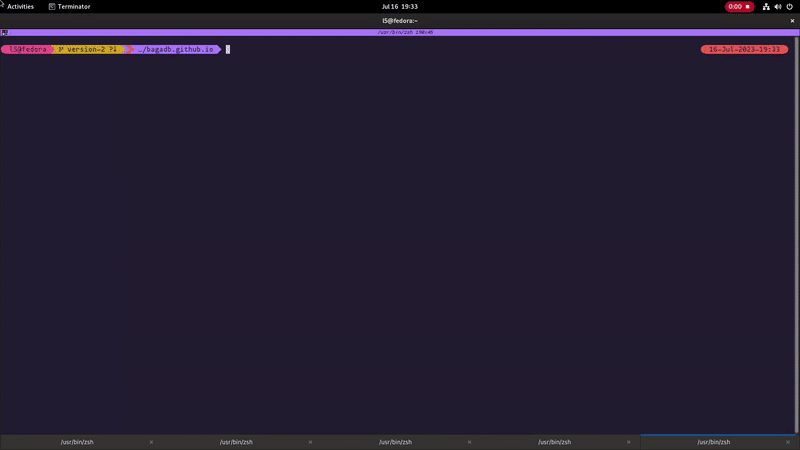 Activities Terminator Jul 16 19:33 0:00
l5@fedora:~
/usr/bin/zsh 190x45
l5@fedora version-2 ?⇣ …/bagadb.github.io 16-Jul-2023-19:33
/usr/bin/zsh × /usr/bin/zsh × /usr/bin/zsh × /usr/bin/zsh × /usr/bin/zsh ×